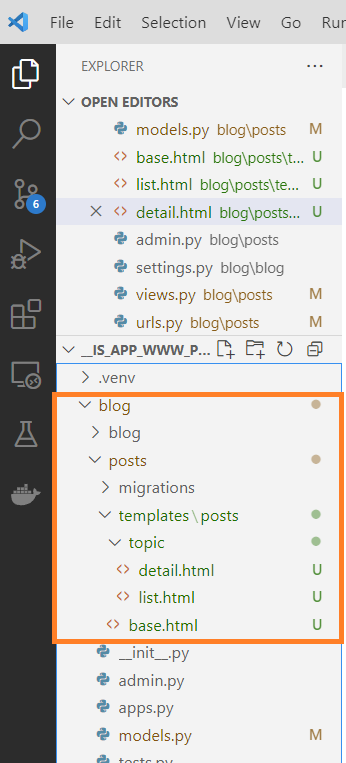 File Edit View Go Run
EXPLORER ...
OPEN EDITORS
models.py blog\posts M
<> base.html blog\posts\t... U
<> list.html blog\posts\te... U
<> detail.html blog\posts... U
admin.py blog\posts
settings.py blog\blog
views.py blog\posts M
urls.py blog\posts M
__IS_APP_WWW_P...
.venv
blog
blog
posts
migrations
templates\posts
topic
<> detail.html U
<> list.html U
<> base.html U
__init__.py
admin.py
apps.py
models.py M
tests.py
6